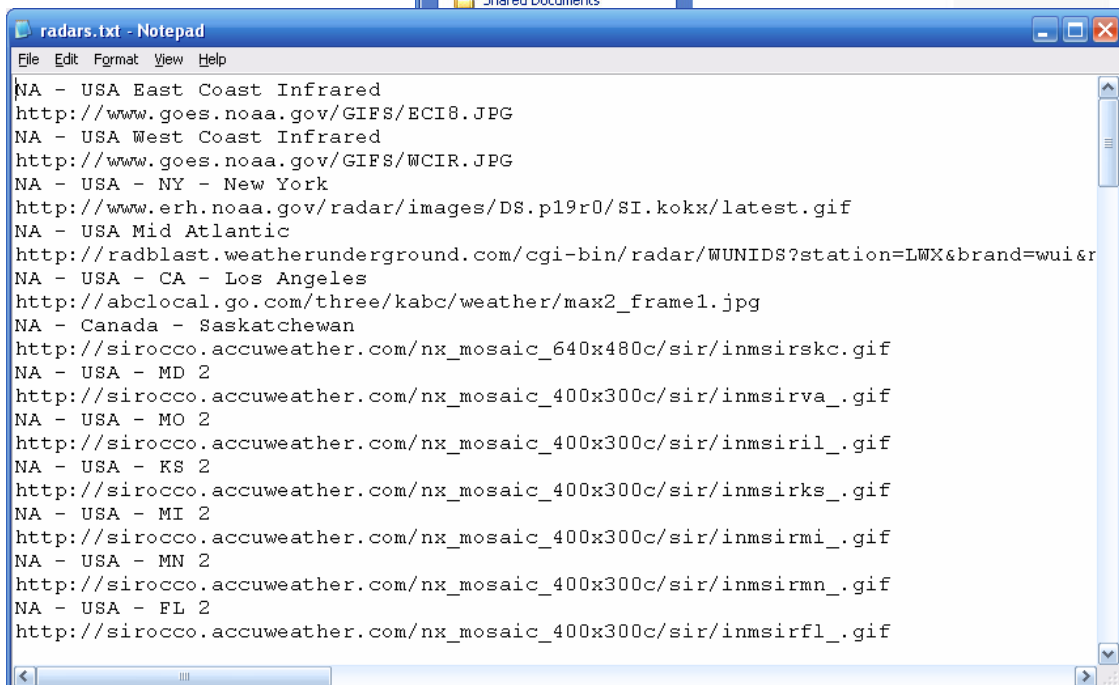 Shared Documents
radars.txt - Notepad
File Edit Format View Help
NA - USA East Coast Infrared
http://www.goes.noaa.gov/GIFS/ECI8.JPG
NA - USA West Coast Infrared
http://www.goes.noaa.gov/GIFS/WCIR.JPG
NA - USA - NY - New York
http://www.erh.noaa.gov/radar/images/DS.p19r0/SI.kokx/latest.gif
NA - USA Mid Atlantic
http://radblast.weatherunderground.com/cgi-bin/radar/WUNIDS?station=LWX&brand=wui&r
NA - USA - CA - Los Angeles
http://abclocal.go.com/three/kabc/weather/max2_frame1.jpg
NA - Canada - Saskatchewan
http://sirocco.accuweather.com/nx_mosaic_640x480c/sir/inmsirskc.gif
NA - USA - MD 2
http://sirocco.accuweather.com/nx_mosaic_400x300c/sir/inmsirva_.gif
NA - USA - MO 2
http://sirocco.accuweather.com/nx_mosaic_400x300c/sir/inmsiril_.gif
NA - USA - KS 2
http://sirocco.accuweather.com/nx_mosaic_400x300c/sir/inmsirks_.gif
NA - USA - MI 2
http://sirocco.accuweather.com/nx_mosaic_400x300c/sir/inmsirmi_.gif
NA - USA - MN 2
http://sirocco.accuweather.com/nx_mosaic_400x300c/sir/inmsirmn_.gif
NA - USA - FL 2
http://sirocco.accuweather.com/nx_mosaic_400x300c/sir/inmsirfl_.gif